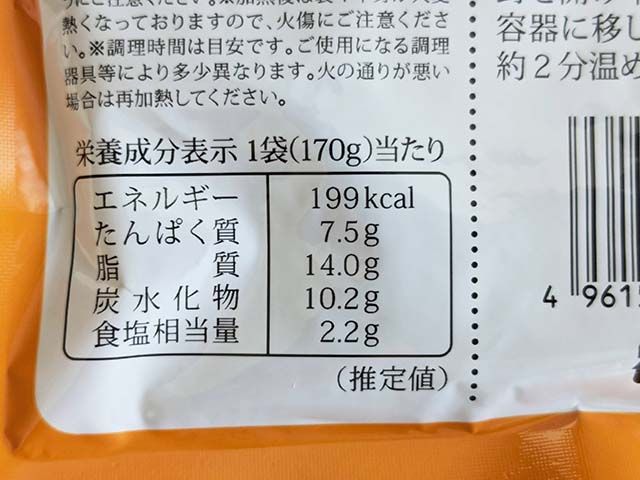 熱くなっておりますので、火傷にご注意くださ
い。※調理時間は目安です。ご使用になる調理
器具等により多少異なります。火の通りが悪い
場合は再加熱してください。
栄養成分表示 1袋(170g)当たり
エネルギー 199kcal
たんぱく質 7.5g
脂質 14.0g
炭水化物 10.2g
食塩相当量 2.2g
(推定値)
容器に移し
約2分温め
4 9615